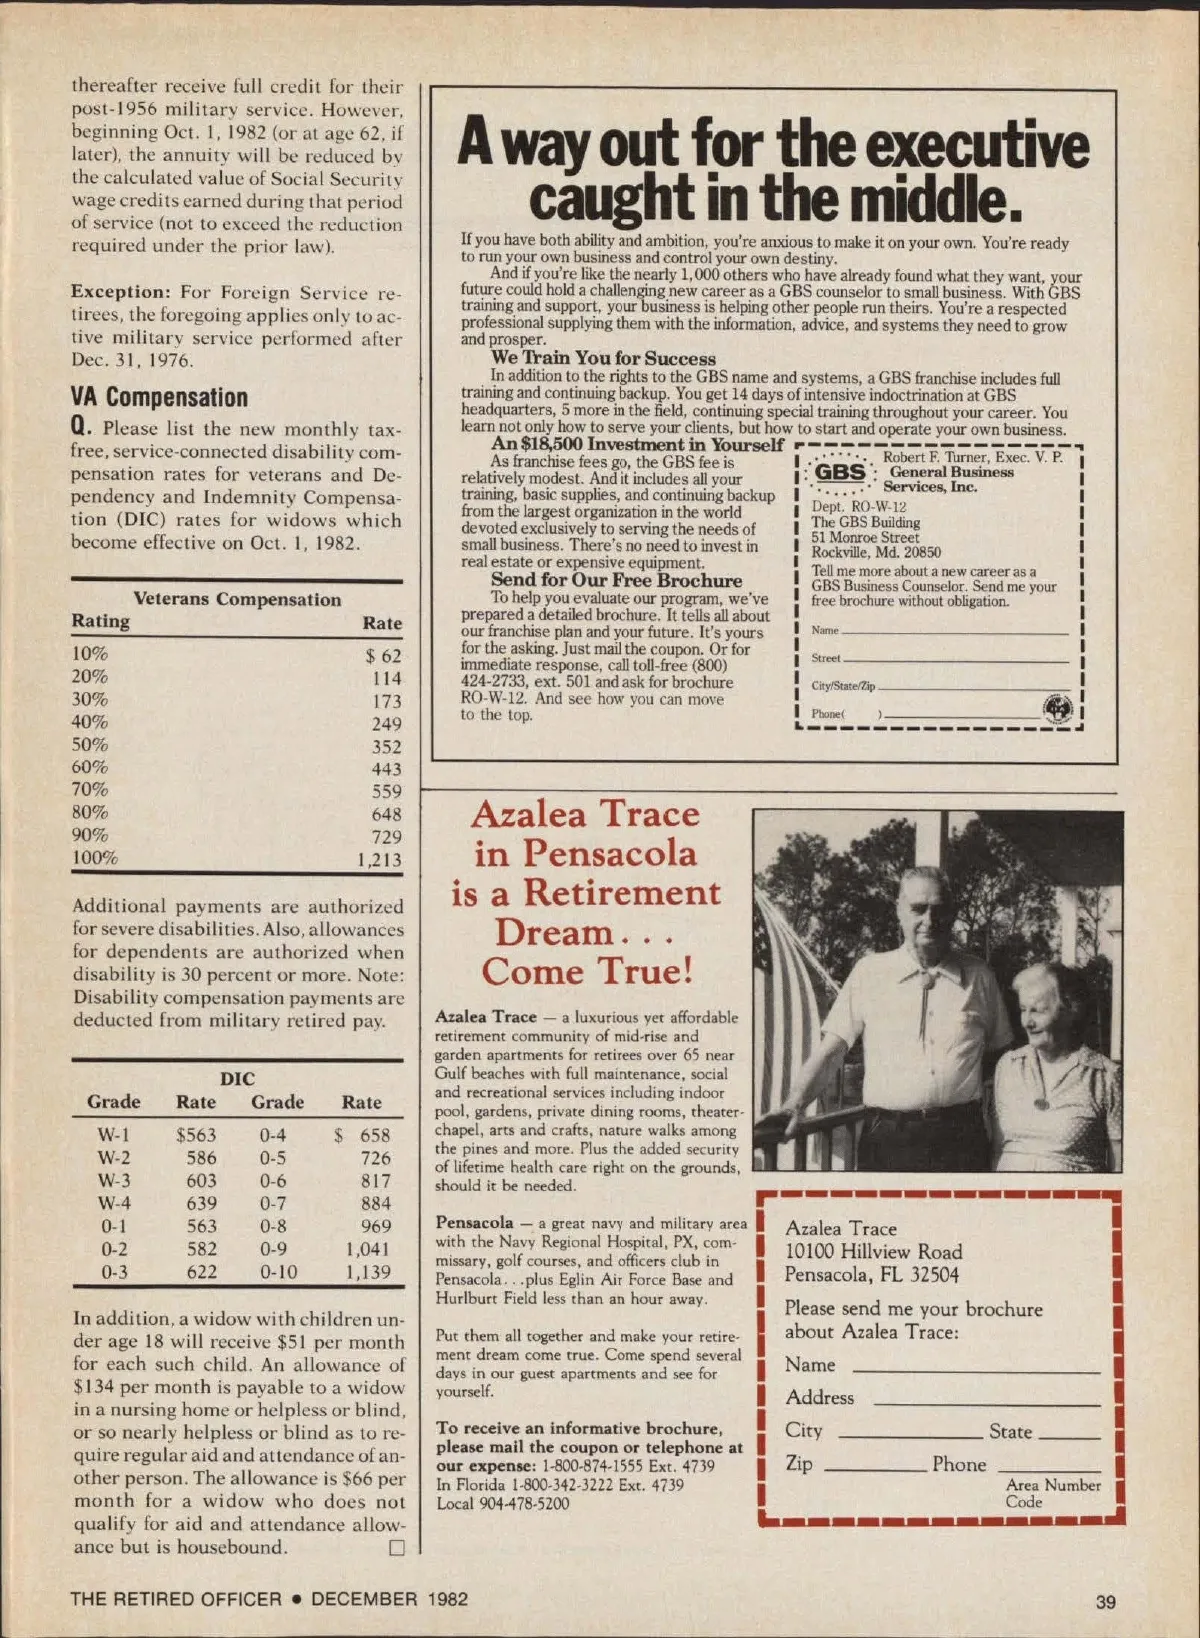 thereafter receive full credit for their
post-1956 military service. However,
beginning Oct. 1, 1982 (or at age 62, if
later), the annuity will be reduced by
the calculated value of Social Security
wage credits earned during that period
of service (not to exceed the reduction
required under the prior law).
Exception: For Foreign Service re-
tirees, the foregoing applies only to ac-
tive military service performed after
Dec. 31, 1976.
VA Compensation
Q. Please list the new monthly tax-
free, service-connected disability com-
pensation rates for veterans and De-
pendency and Indemnity Compensa-
tion (DIC) rates for widows which
become effective on Oct. 1, 1982.
Veterans Compensation
Rating Rate
10% $ 62
20% 114
30% 173
40% 249
50% 352
60% 443
70% 559
80% 648
90% 729
100% 1,213
Additional payments are authorized
for severe disabilities. Also, allowances
for dependents are authorized when
disability is 30 percent or more. Note:
Disability compensation payments are
deducted from military retired pay.
DIC
Grade Rate Grade Rate
W-1 $563 0-4 $ 658
W-2 586 0-5 726
W-3 603 0-6 817
W-4 639 0-7 884
0-1 563 0-8 969
0-2 582 0-9 1,041
0-3 622 0-10 1,139
In addition, a widow with children un-
der age 18 will receive $51 per month
for each such child. An allowance of
$134 per month is payable to a widow
in a nursing home or helpless or blind,
or so nearly helpless or blind as to re-
quire regular aid and attendance of an-
other person. The allowance is $66 per
month for a widow who does not
qualify for aid and attendance allow-
ance but is housebound. □
A way out for the executive
caught in the middle.
If you have both ability and ambition, you're anxious to make it on your own. You're ready
to run your own business and control your own destiny.
And if you're like the nearly 1,000 others who have already found what they want, your
future could hold a challenging new career as a GBS counselor to small business. With GBS
training and support, your business is helping other people run theirs. You're a respected
professional supplying them with the information, advice, and systems they need to grow
and prosper.
We Train You for Success
In addition to the rights to the GBS name and systems, a GBS franchise includes full
training and continuing backup. You get 14 days of intensive indoctrination at GBS
headquarters, 5 more in the field, continuing special training throughout your career. You
learn not only how to serve your clients, but how to start and operate your own business.
An $18,500 Investment in Yourself
As franchise fees go, the GBS fee is
relatively modest. And it includes all your
training, basic supplies, and continuing backup
from the largest organization in the world
devoted exclusively to serving the needs of
small business. There's no need to invest in
real estate or expensive equipment.
Send for Our Free Brochure
To help you evaluate our program, we've
prepared a detailed brochure. It tells all about
our franchise plan and your future. It's yours
for the asking. Just mail the coupon. Or for
immediate response, call toll-free (800)
424-2733, ext. 501 and ask for brochure
RO-W-12. And see how you can move
to the top.
GBS
Robert F. Turner, Exec. V. P.
General Business
Services, Inc.
Dept. RO-W-12
The GBS Building
51 Monroe Street
Rockville, Md. 20850
Tell me more about a new career as a
GBS Business Counselor. Send me your
free brochure without obligation.
Name
Street
City/State/Zip
Phone( )
Azalea Trace
in Pensacola
is a Retirement
Dream. . .
Come True!
Azalea Trace — a luxurious yet affordable
retirement community of mid-rise and
garden apartments for retirees over 65 near
Gulf beaches with full maintenance, social
and recreational services including indoor
pool, gardens, private dining rooms, theater-
chapel, arts and crafts, nature walks among
the pines and more. Plus the added security
of lifetime health care right on the grounds,
should it be needed.
Pensacola — a great navy and military area
with the Navy Regional Hospital, PX, com-
missary, golf courses, and officers club in
Pensacola. . .plus Eglin Air Force Base and
Hurlburt Field less than an hour away.
Put them all together and make your retire-
ment dream come true. Come spend several
days in our guest apartments and see for
yourself.
To receive an informative brochure,
please mail the coupon or telephone at
our expense: 1-800-874-1555 Ext. 4739
In Florida 1-800-342-3222 Ext. 4739
Local 904-478-5200
Azalea Trace
10100 Hillview Road
Pensacola, FL 32504
Please send me your brochure
about Azalea Trace:
Name
Address
City State
Zip Phone
Area Number
Code
THE RETIRED OFFICER • DECEMBER 1982
39